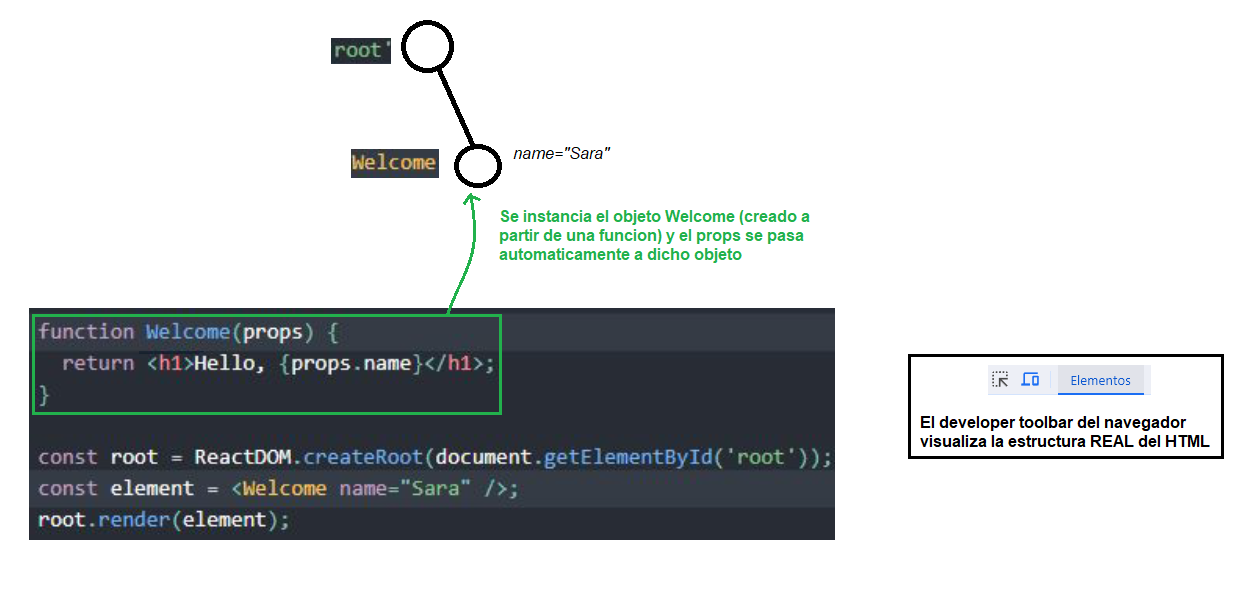 root'
Welcome
name="Sara"
Se instancia el objeto Welcome (creado a
partir de una funcion) y el props se pasa
automaticamente a dicho objeto
function Welcome(props) {
  return <h1>Hello, {props.name}</h1>;
}
const root = ReactDOM.createRoot(document.getElementById('root'));
const element = <Welcome name="Sara" />;
root.render(element);
Elementos
El developer toolbar del navegador
visualiza la estructura REAL del HTML